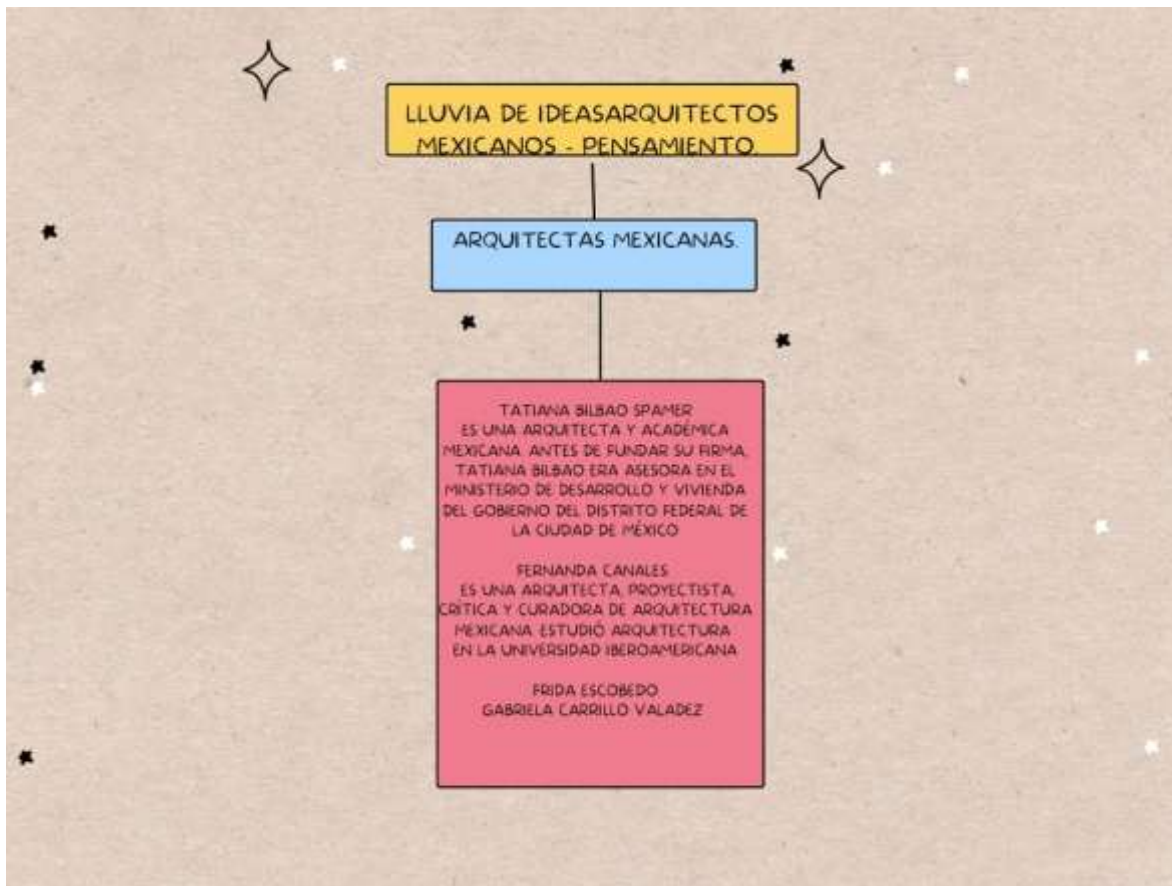 LLUVIA DE IDEASARQUITECTOS
MEXICANOS - PENSAMIENTO.
ARQUITECTAS MEXICANAS.
TATIANA BILBAO SPAMER
ES UNA ARQUITECTA Y ACADÉMICA
MEXICANA. ANTES DE FUNDAR SU FIRMA,
TATIANA BILBAO ERA ASESORA EN EL
MINISTERIO DE DESARROLLO Y VIVIENDA
DEL GOBIERNO DEL DISTRITO FEDERAL DE
LA CIUDAD DE MÉXICO
FERNANDA CANALES
ES UNA ARQUITECTA, PROYECTISTA,
CRÍTICA Y CURADORA DE ARQUITECTURA
MEXICANA. ESTUDIÓ ARQUITECTURA
EN LA UNIVERSIDAD IBEROAMERICANA
FRIDA ESCOBEDO
GABRIELA CARRILLO VALADEZ